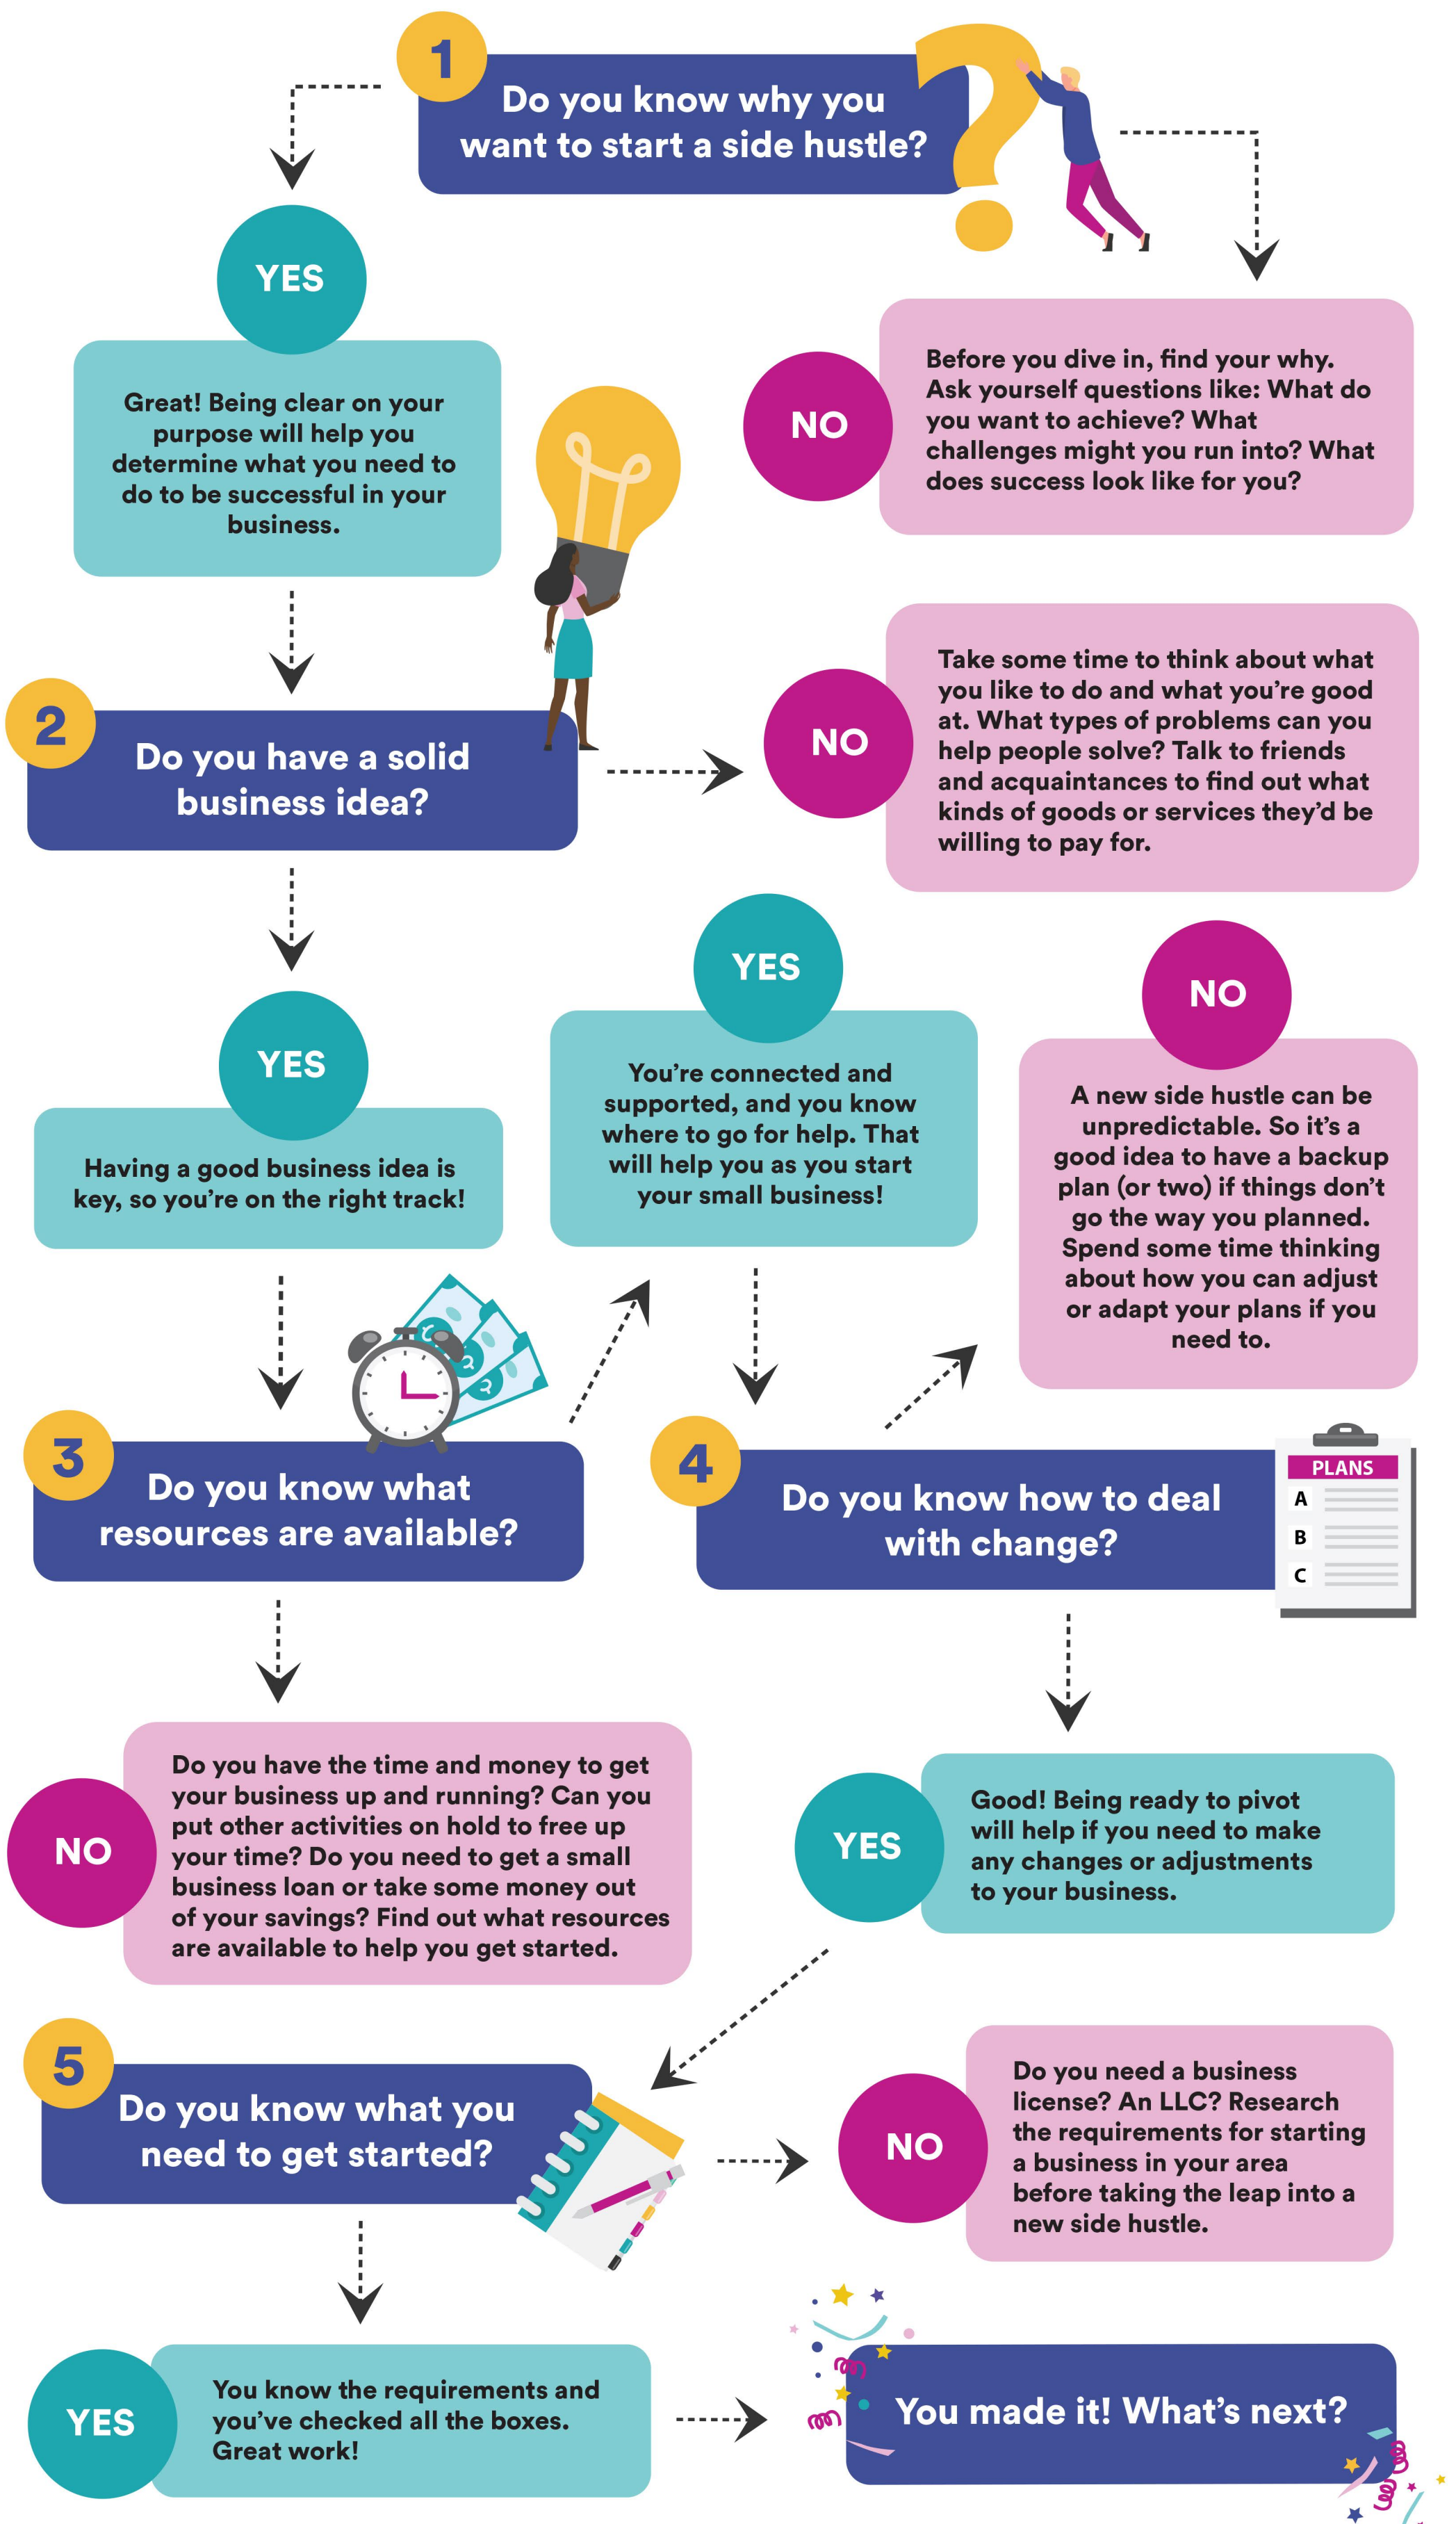 1
Do you know why you
want to start a side hustle?
YES
Great! Being clear on your
purpose will help you
determine what you need to
do to be successful in your
business.
NO
Before you dive in, find your why.
Ask yourself questions like: What do
you want to achieve? What
challenges might you run into? What
does success look like for you?
2
Do you have a solid
business idea?
NO
Take some time to think about what
you like to do and what you're good
at. What types of problems can you
help people solve? Talk to friends
and acquaintances to find out what
kinds of goods or services they'd be
willing to pay for.
YES
Having a good business idea is
key, so you're on the right track!
3
Do you know what
resources are available?
YES
You're connected and
supported, and you know
where to go for help. That
will help you as you start
your small business!
NO
Do you have the time and money to get
your business up and running? Can you
put other activities on hold to free up
your time? Do you need to get a small
business loan or take some money out
of your savings? Find out what resources
are available to help you get started.
4
Do you know how to deal
with change?
PLANS
A
B
C
NO
A new side hustle can be
unpredictable. So it's a
good idea to have a backup
plan (or two) if things don't
go the way you planned.
Spend some time thinking
about how you can adjust
or adapt your plans if you
need to.
YES
Good! Being ready to pivot
will help if you need to make
any changes or adjustments
to your business.
5
Do you know what you
need to get started?
NO
Do you need a business
license? An LLC? Research
the requirements for starting
a business in your area
before taking the leap into a
new side hustle.
YES
You know the requirements and
you've checked all the boxes.
Great work!
You made it! What's next?